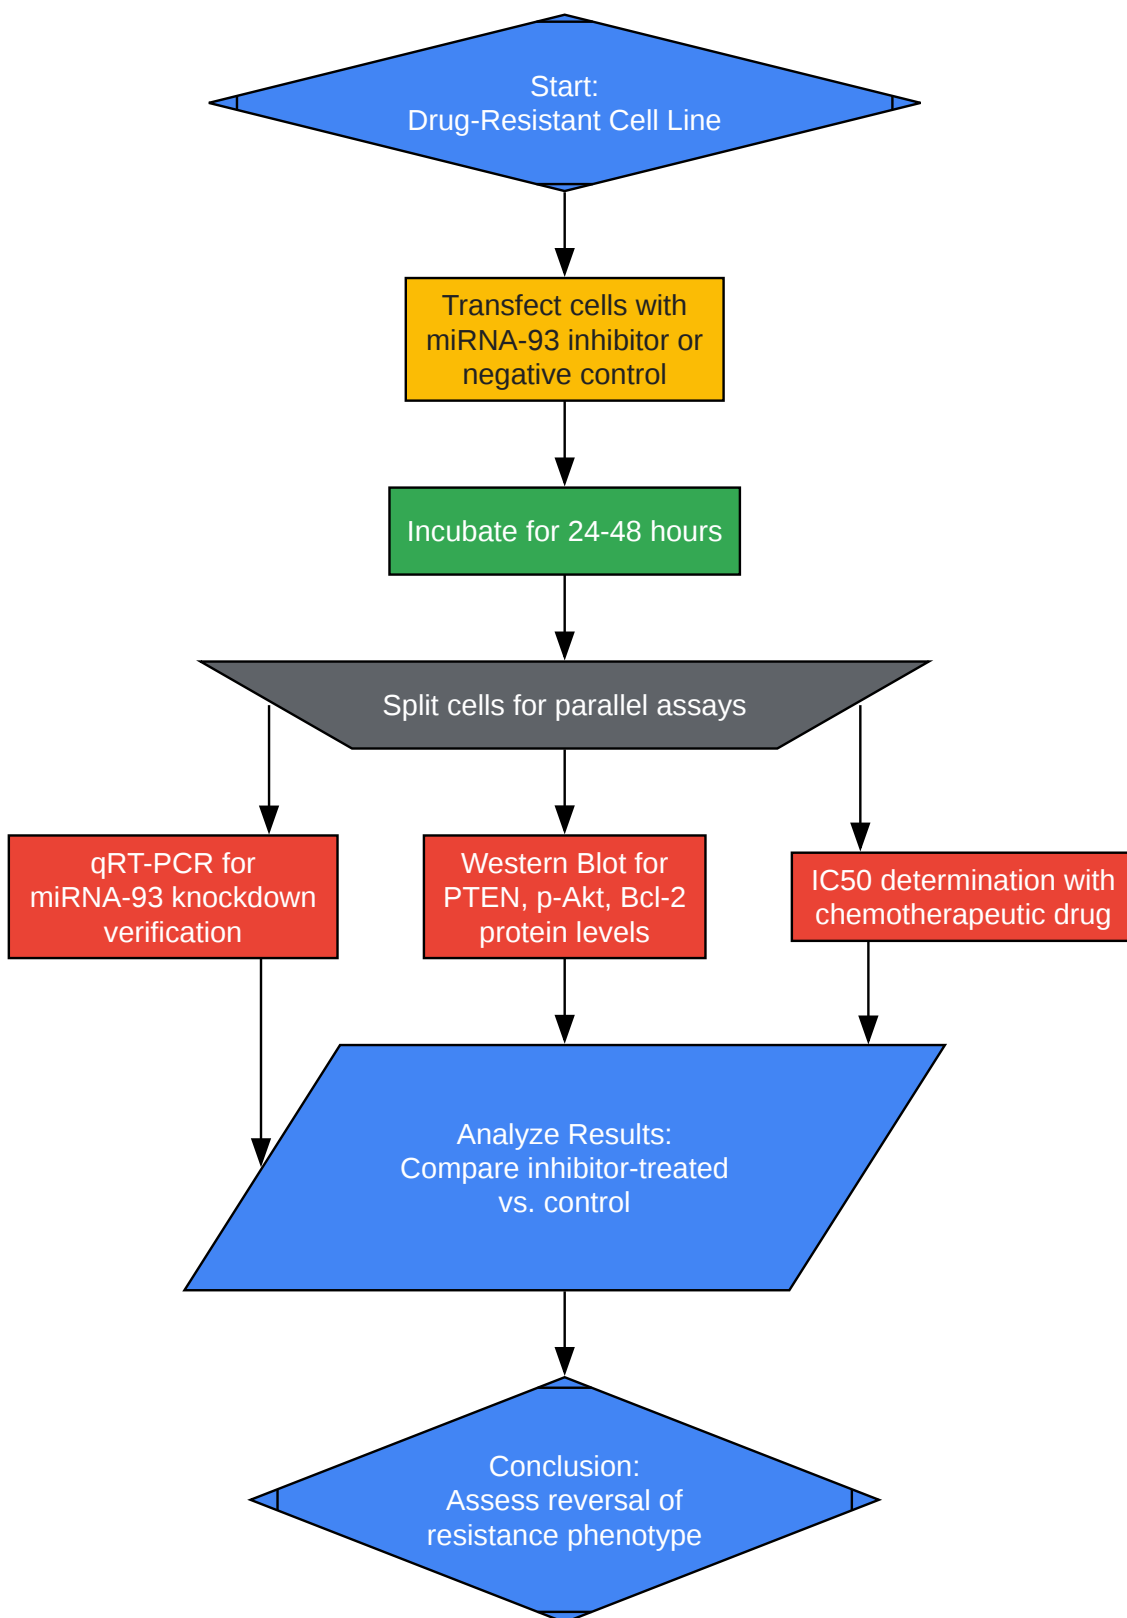 Start:
Drug-Resistant Cell Line
Transfect cells with
miRNA-93 inhibitor or
negative control
Incubate for 24-48 hours
Split cells for parallel assays
qRT-PCR for
miRNA-93 knockdown
verification
Western Blot for
PTEN, p-Akt, Bcl-2
protein levels
IC50 determination with
chemotherapeutic drug
Analyze Results:
Compare inhibitor-treated
vs. control
Conclusion:
Assess reversal of
resistance phenotype